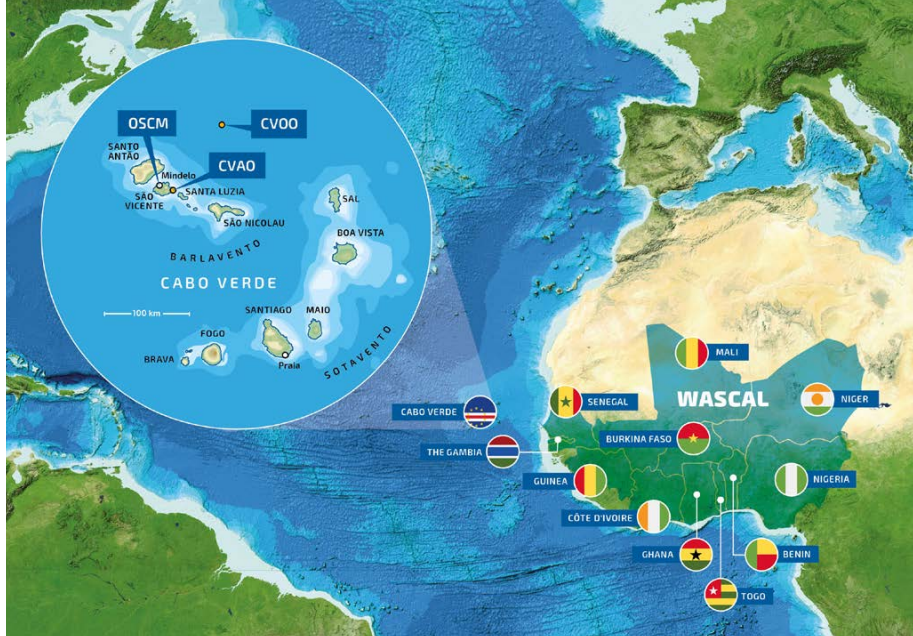 OSCM
CVOO
SANTO
ANTÃO
Mindelo
CVAO
SÃO
VICENTE
SANTA LUZIA
SÃO NICOLAU
SAL
BOA VISTA
BARLAVENTO
CABO VERDE
100 km
SANTIAGO
MAIO
FOGO
BRAVA
Praia
SOTAVENTO
MALI
WASCAL
NIGER
CABO VERDE
SENEGAL
BURKINA FASO
THE GAMBIA
GUINEA
NIGERIA
CÔTE D'IVOIRE
GHANA
BENIN
TOGO